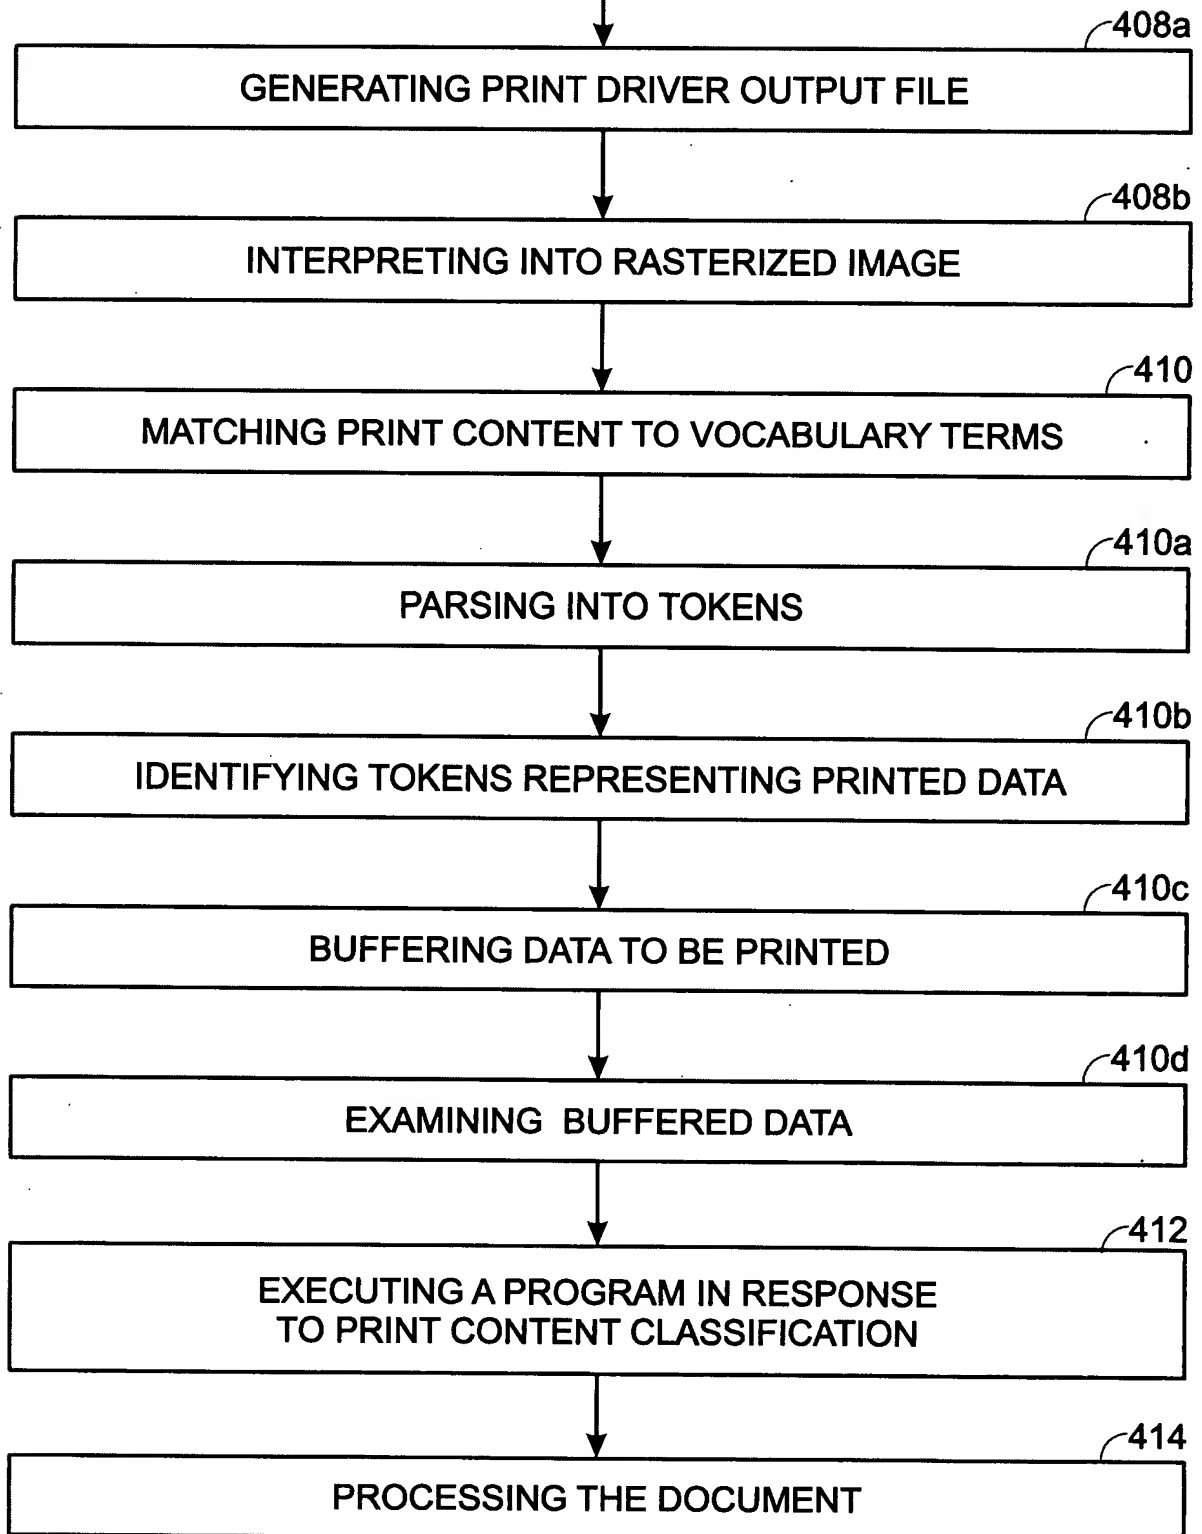 408a
GENERATING PRINT DRIVER OUTPUT FILE
408b
INTERPRETING INTO RASTERIZED IMAGE
410
MATCHING PRINT CONTENT TO VOCABULARY TERMS
410a
PARSING INTO TOKENS
410b
IDENTIFYING TOKENS REPRESENTING PRINTED DATA
410c
BUFFERING DATA TO BE PRINTED
410d
EXAMINING BUFFERED DATA
412
EXECUTING A PROGRAM IN RESPONSE
TO PRINT CONTENT CLASSIFICATION
414
PROCESSING THE DOCUMENT